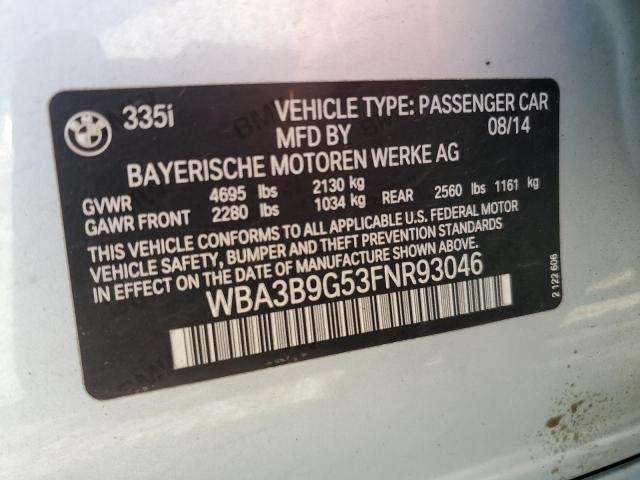 335i VEHICLE TYPE: PASSENGER CAR
MFD BY 08/14
BAYERISCHE MOTOREN WERKE AG
GVWR 4695 lbs 2130 kg
GAWR FRONT 2280 lbs 1034 kg REAR 2560 lbs 1161 kg
THIS VEHICLE CONFORMS TO ALL APPLICABLE U.S. FEDERAL MOTOR
VEHICLE SAFETY, BUMPER AND THEFT PREVENTION STANDARDS
IN EFFECT ON THE DATE OF MANUFACTURE SHOWN ABOVE.
WBA3B9G53FNR93046
2 122 606